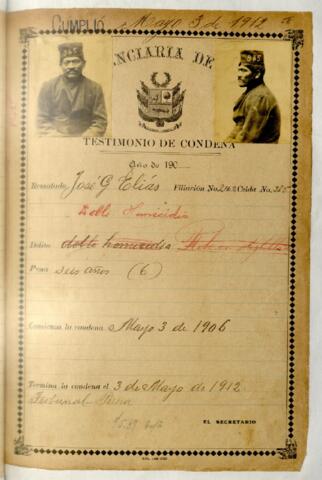 CUMPLIÓ Mayo 3 de 1912
NCIARIA DE
TESTIMONIO DE CONDENA
Año de 190
Rematado José G Elías Filiación No. Celda No.
Doble Homicidio
Delito doble homicidio
Pena seis años (6)
Comienza la condena Mayo 3 de 1906
Termina la condena el 3 de Mayo de 1912
Tribunal
EL SECRETARIO